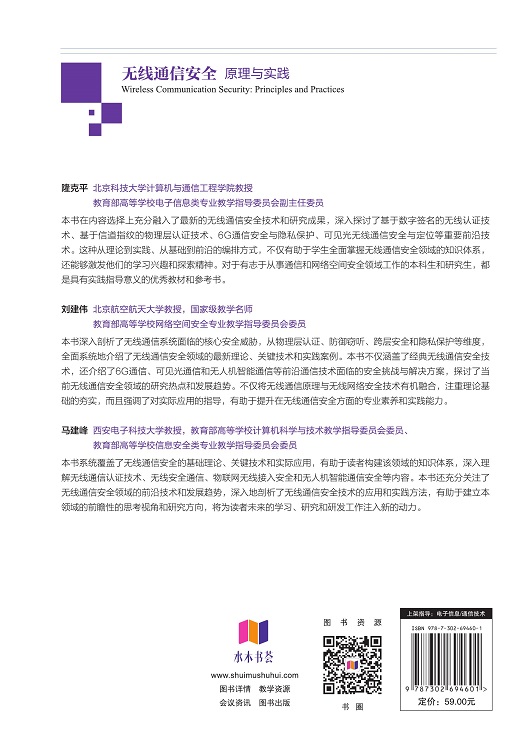 无线通信安全 原理与实践
Wireless Communication Security: Principles and Practices
隆克平 北京科技大学计算机与通信工程学院教授
教育部高等学校电子信息类专业教学指导委员会副主任委员
本书在内容选择上充分融入了最新的无线通信安全技术和研究成果，深入探讨了基于数字签名的无线认证技
术、基于信道指纹的物理层认证技术、6G通信安全与隐私保护、可见光无线通信安全与定位等重要前沿技
术。这种从理论到实践、从基础到前沿的编排方式，不仅有助于学生全面掌握无线通信安全领域的知识体系，
还能够激发他们的学习兴趣和探索精神。对于有志于从事通信和网络空间安全领域工作的本科生和研究生，都
是具有实践指导意义的优秀教材和参考书。
刘建伟 北京航空航天大学教授，国家级教学名师
教育部高等学校网络空间安全专业教学指导委员会委员
本书深入剖析了无线通信系统面临的核心安全威胁，从物理层认证、防御窃听、跨层安全和隐私保护等维度，
全面系统地介绍了无线通信安全领域的最新理论、关键技术和实践案例。本书不仅涵盖了经典无线通信安全技
术，还介绍了6G通信、可见光通信和无人机智能通信等前沿通信技术面临的安全挑战与解决方案，探讨了当
前无线通信安全领域的研究热点和发展趋势。不仅将无线通信原理与无线网络安全技术有机融合，注重理论基
础的夯实，而且强调了对实际应用的指导，有助于提升在无线通信安全方面的专业素养和实践能力。
马建峰 西安电子科技大学教授，教育部高等学校计算机科学与技术教学指导委员会委员、
教育部高等学校信息安全类专业教学指导委员会委员
本书系统覆盖了无线通信安全的基础理论、关键技术和实际应用，有助于读者构建该领域的知识体系，深入理
解无线通信认证技术、无线安全通信、物联网无线接入安全和无人机智能通信安全等内容。本书还充分关注了
无线通信安全领域的前沿技术和发展趋势，深入地剖析了无线通信安全技术的应用和实践方法，有助于建立本
领域的前瞻性的思考视角和研究方向，将为读者未来的学习、研究和研发工作注入新的动力。
水木书荟
www.shuimushuhui.com
图书详情 教学资源
会议资讯 图书出版
图书资源
书圈
上架指导：电子信息/通信技术
ISBN 978-7-302-69460-1
9 787302 694601 >
定价：59.00元